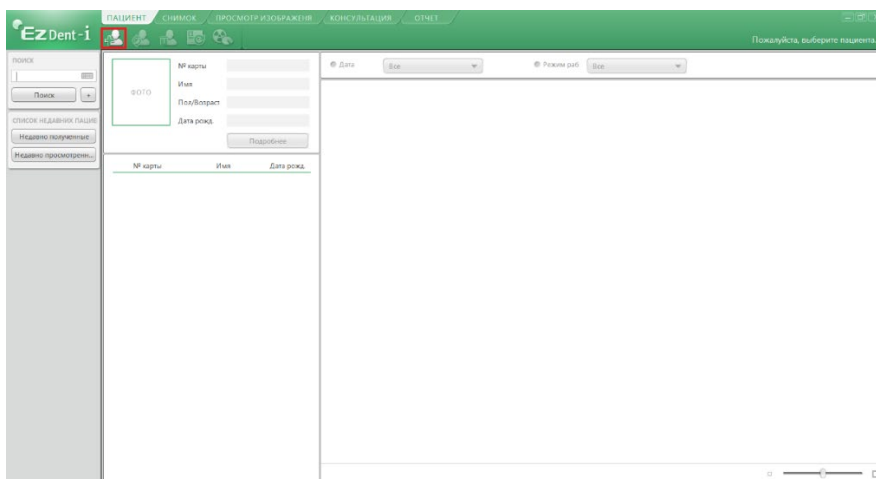 EzDent-i
ПАЦИЕНТ СНИМОК ПРОСМОТР ИЗОБРАЖЕНЯ КОНСУЛЬТАЦИЯ ОТЧЕТ
Пожалуйста, выберите пациента.
ПОИСК
Поиск +
СПИСОК НЕДАВНИХ ПАЦИЕ
Недавно полученные
Недавно просмотренн...
ФОТО
№ карты
Имя
Пол/Возраст
Дата рожд.
Подробнее
№ карты Имя Дата рожд.
Дата Все Режим раб Все